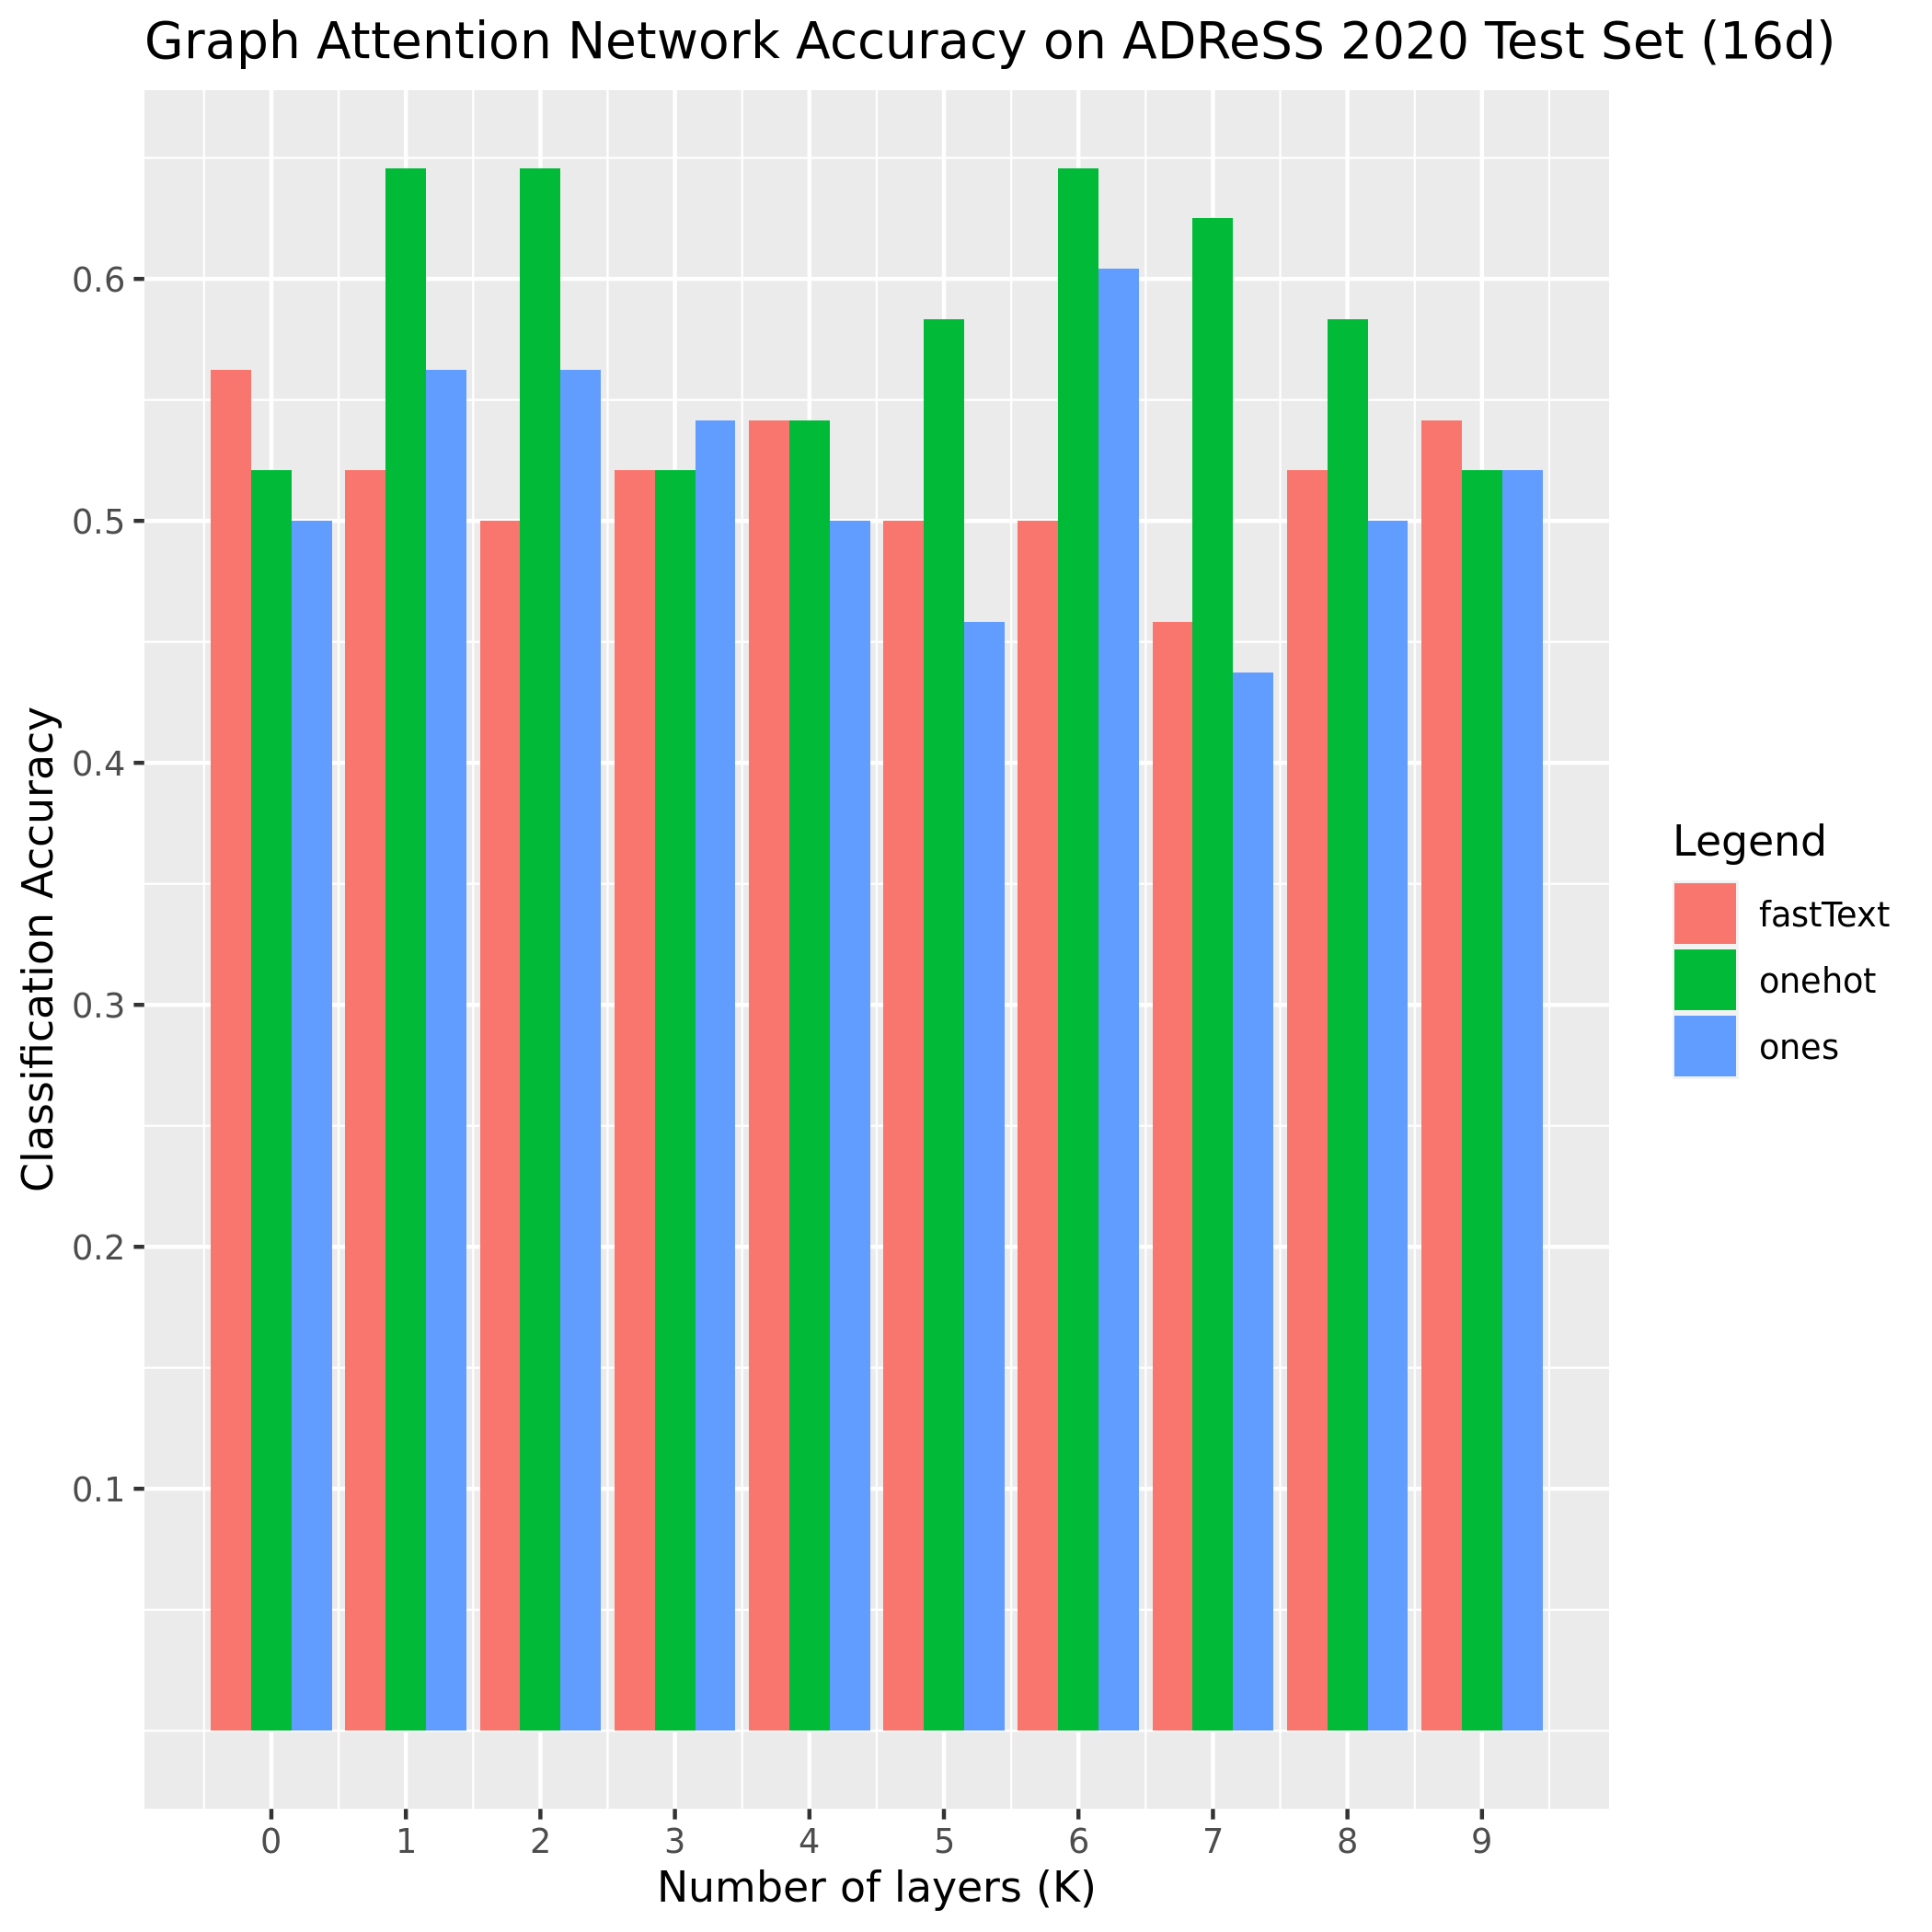 Graph Attention Network Accuracy on ADReSS 2020 Test Set (16d)
0.6
0.5
0.4
0.3
0.2
0.1
Classification Accuracy
0 1 2 3 4 5 6 7 8 9
Number of layers (K)
Legend
fastText
onehot
ones